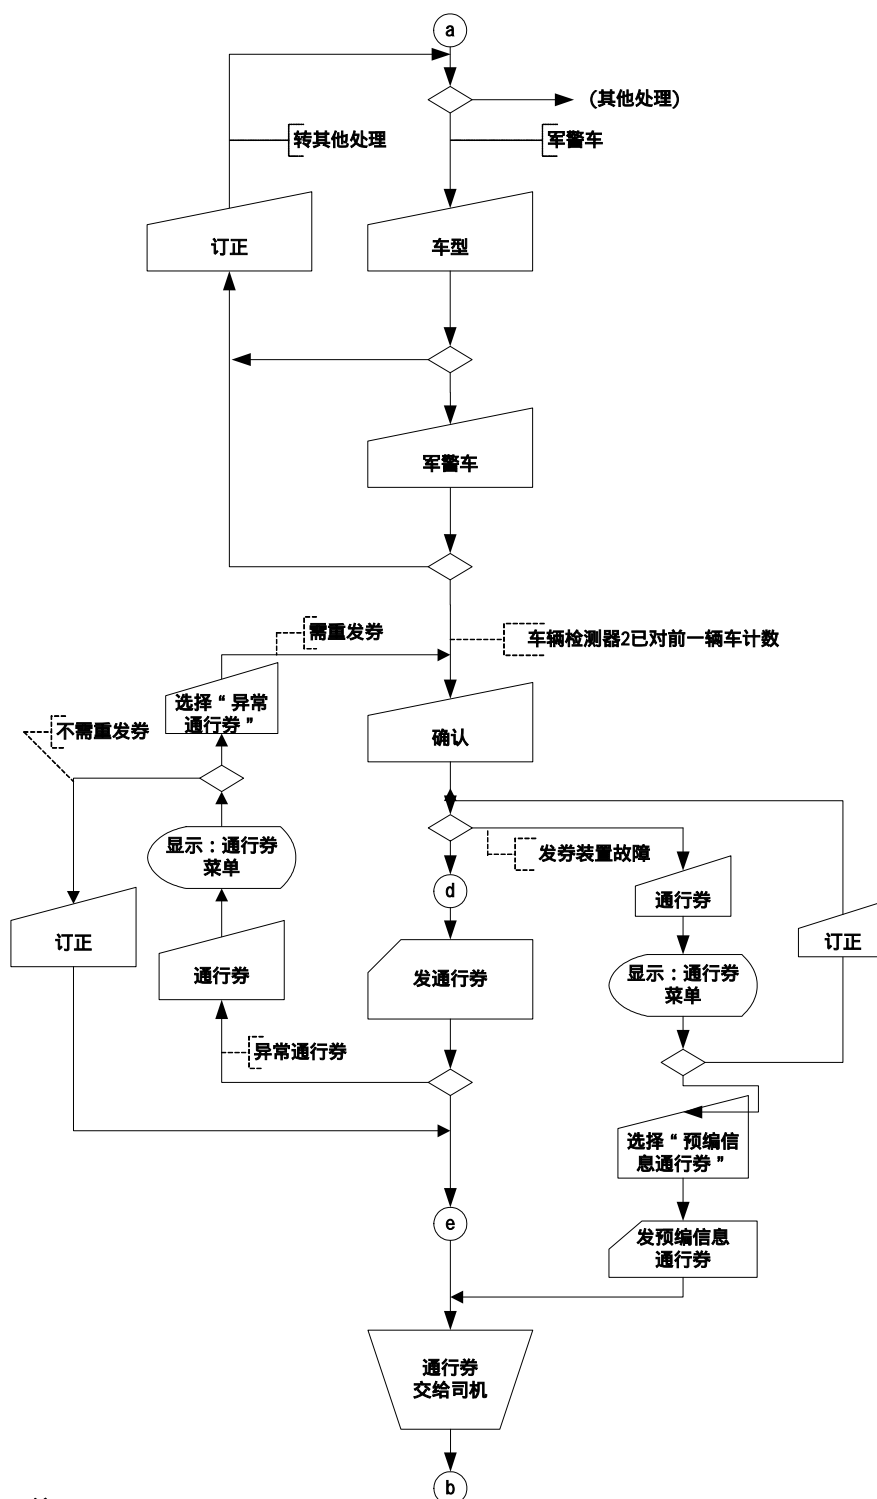 a
(其他处理)
转其他处理
军警车
订正
车型
军警车
需重发券
车辆检测器2已对前一辆车计数
选择“异常
通行券”
不需重发券
确认
显示：通行券
菜单
发券装置故障
d
通行券
订正
通行券
发通行券
显示：通行券
菜单
订正
异常通行券
选择“预编信
息通行券”
e
发预编信息
通行券
通行券
交给司机
b